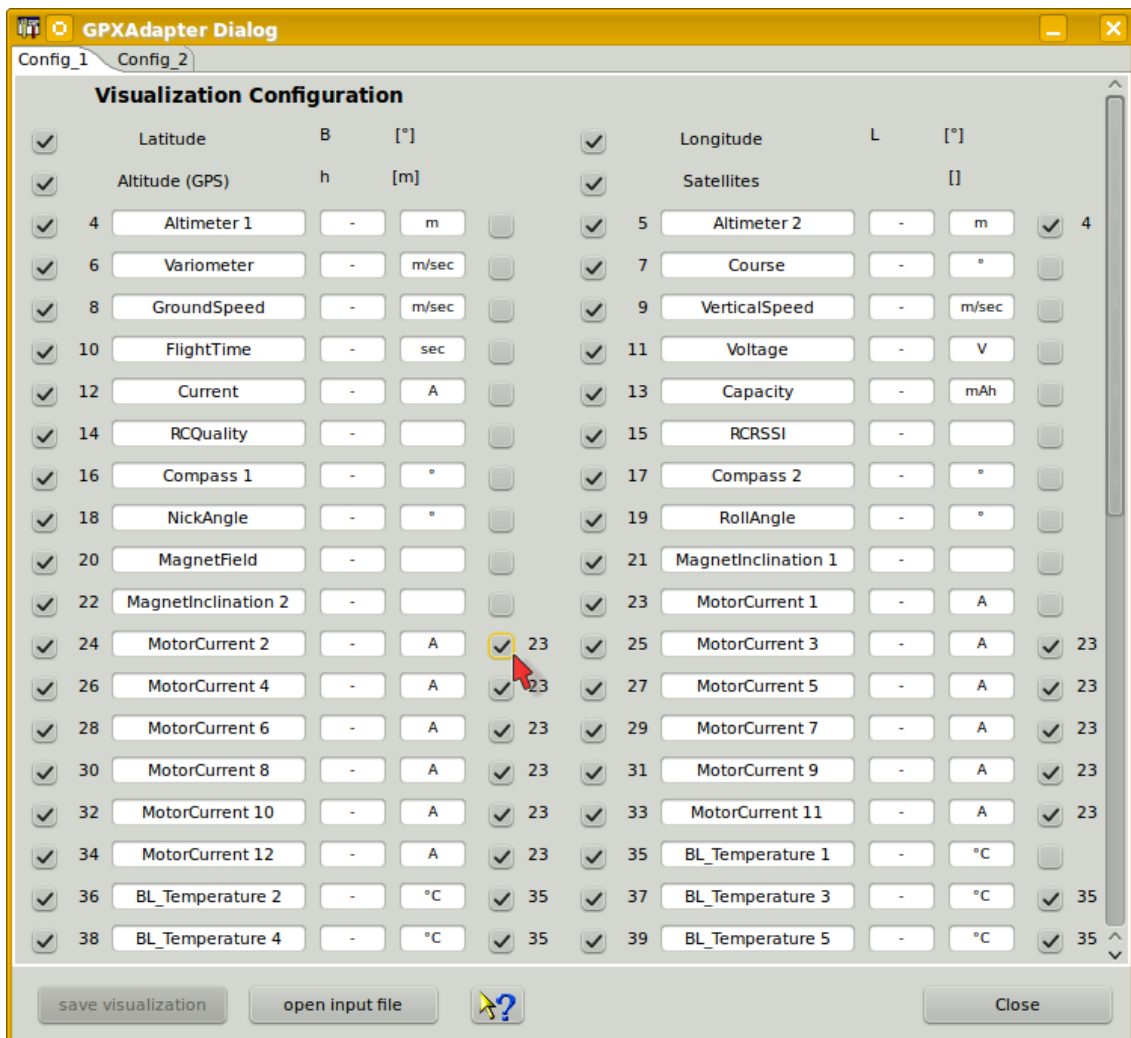 GPXAdapter Dialog
Config_1 Config_2
Visualization Configuration
Latitude B [°] Longitude L [°]
Altitude (GPS) h [m] Satellites []
4 Altimeter 1 - m 5 Altimeter 2 - m 4
6 Variometer - m/sec 7 Course - °
8 GroundSpeed - m/sec 9 VerticalSpeed - m/sec
10 FlightTime - sec 11 Voltage - V
12 Current - A 13 Capacity - mAh
14 RCQuality - 15 RCRSSI -
16 Compass 1 - ° 17 Compass 2 - °
18 NickAngle - ° 19 RollAngle - °
20 MagnetField - 21 MagnetInclination 1 -
22 MagnetInclination 2 - 23 MotorCurrent 1 - A
24 MotorCurrent 2 - A 23 25 MotorCurrent 3 - A 23
26 MotorCurrent 4 - A 23 27 MotorCurrent 5 - A 23
28 MotorCurrent 6 - A 23 29 MotorCurrent 7 - A 23
30 MotorCurrent 8 - A 23 31 MotorCurrent 9 - A 23
32 MotorCurrent 10 - A 23 33 MotorCurrent 11 - A 23
34 MotorCurrent 12 - A 23 35 BL_Temperature 1 - °C
36 BL_Temperature 2 - °C 35 37 BL_Temperature 3 - °C 35
38 BL_Temperature 4 - °C 35 39 BL_Temperature 5 - °C 35
save visualization open input file ? Close